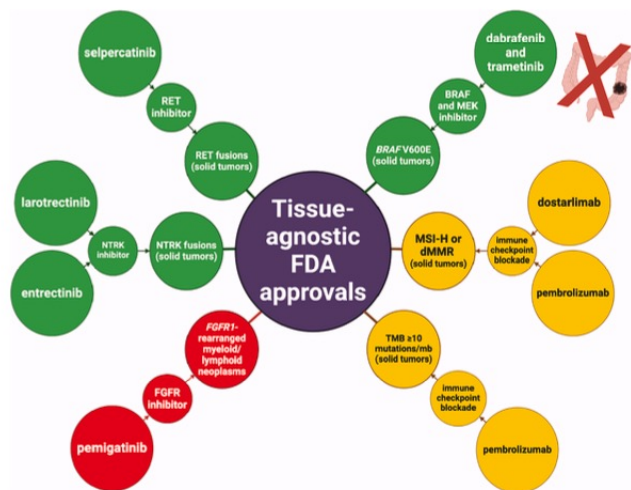 selpercatinib
RET
inhibitor
RET fusions
(solid tumors)
dabrafenib
and
trametinib
BRAF
and MEK
inhibitor
BRAF V600E
(solid tumors)
Tissue-
agnostic
FDA
approvals
larotrectinib
entrectinib
NTRK
inhibitor
NTRK fusions
(solid tumors)
MSI-H or
dMMR
(solid tumors)
immune
checkpoint
blockade
dostarlimab
pembrolizumab
FGFR1-
rearranged
myeloid/
lymphoid
neoplasms
FGFR
inhibitor
pemigatinib
TMB ≥10
mutations/mb
(solid tumors)
immune
checkpoint
blockade
pembrolizumab